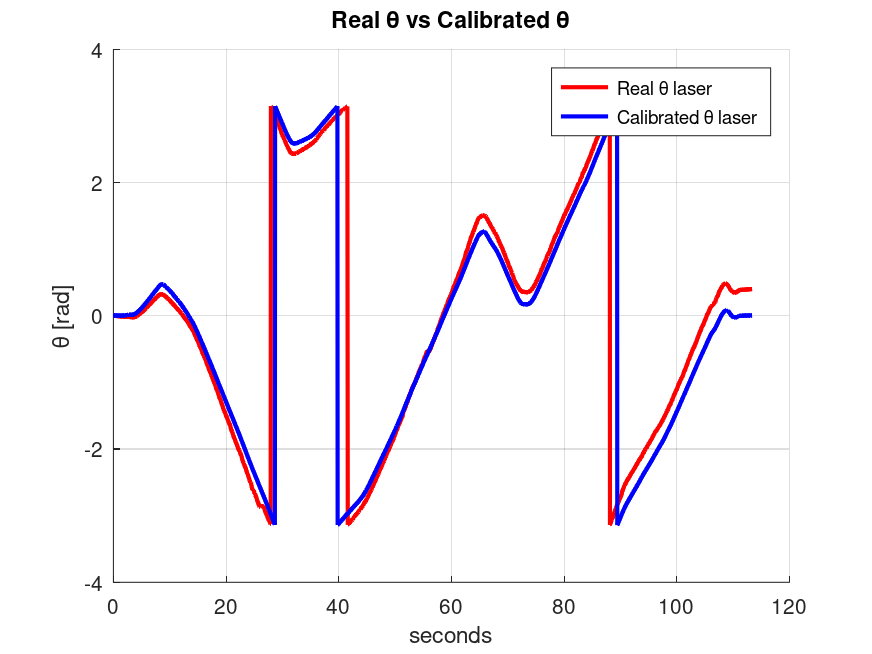 Real θ vs Calibrated θ
Real θ laser
Calibrated θ laser
4
2
0
-2
-4
θ [rad]
0 20 40 60 80 100 120
seconds